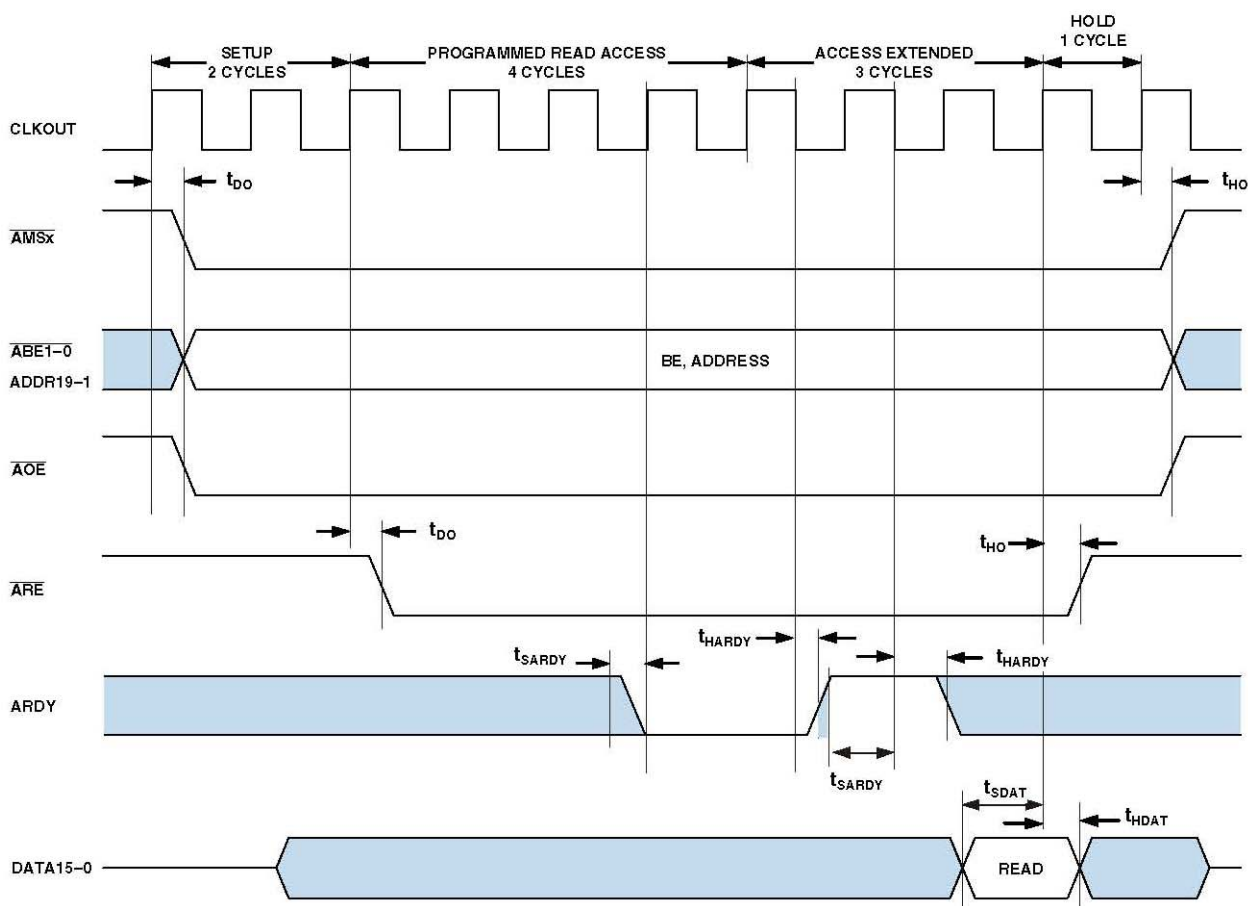 SETUP
2 CYCLES
PROGRAMMED READ ACCESS
4 CYCLES
ACCESS EXTENDED
3 CYCLES
HOLD
1 CYCLE
CLKOUT
tDO
tHO
AMSx
ABE1–0
BE, ADDRESS
ADDR19–1
AOE
tDO
tHO
ARE
tHARDY
tSARDY
tHARDY
ARDY
tSARDY
tSDAT
tHDAT
DATA15–0
READ